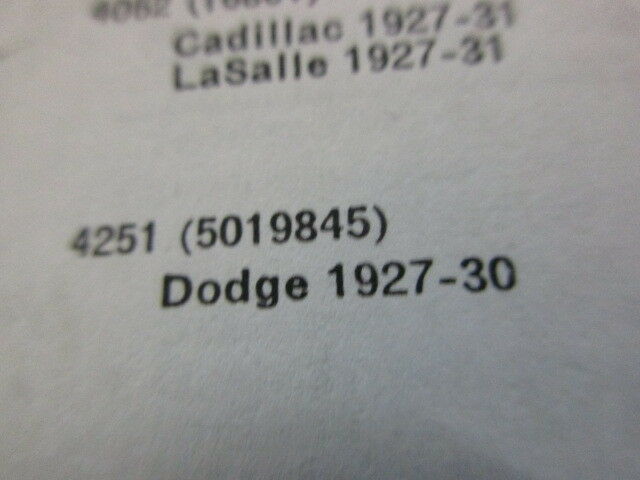 Cadillac 1927-31
LaSalle 1927-31
4251 (5019845)
Dodge 1927-30